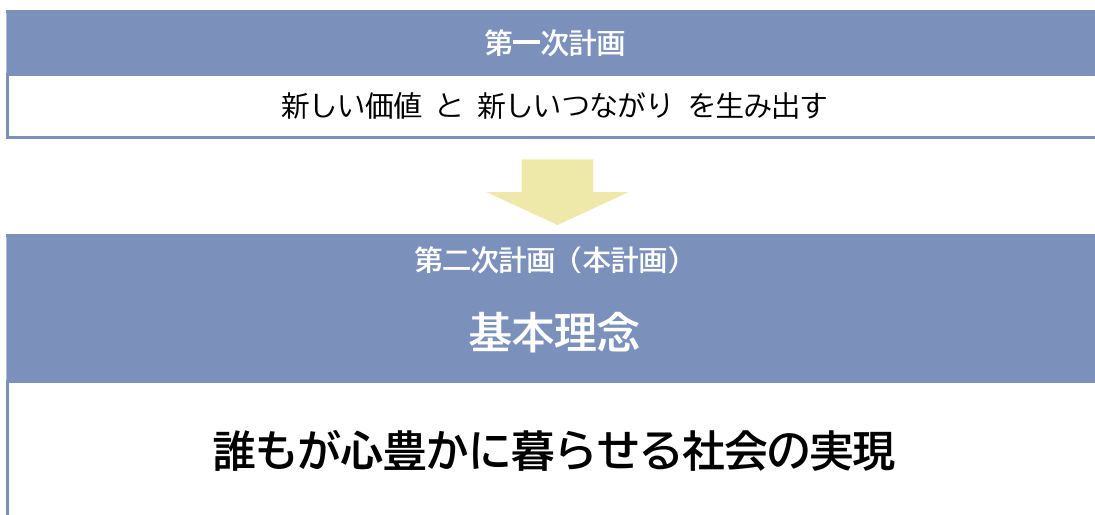 第一次計画
新しい価値 と 新しいつながり を生み出す
第二次計画（本計画）
基本理念
誰もが心豊かに暮らせる社会の実現